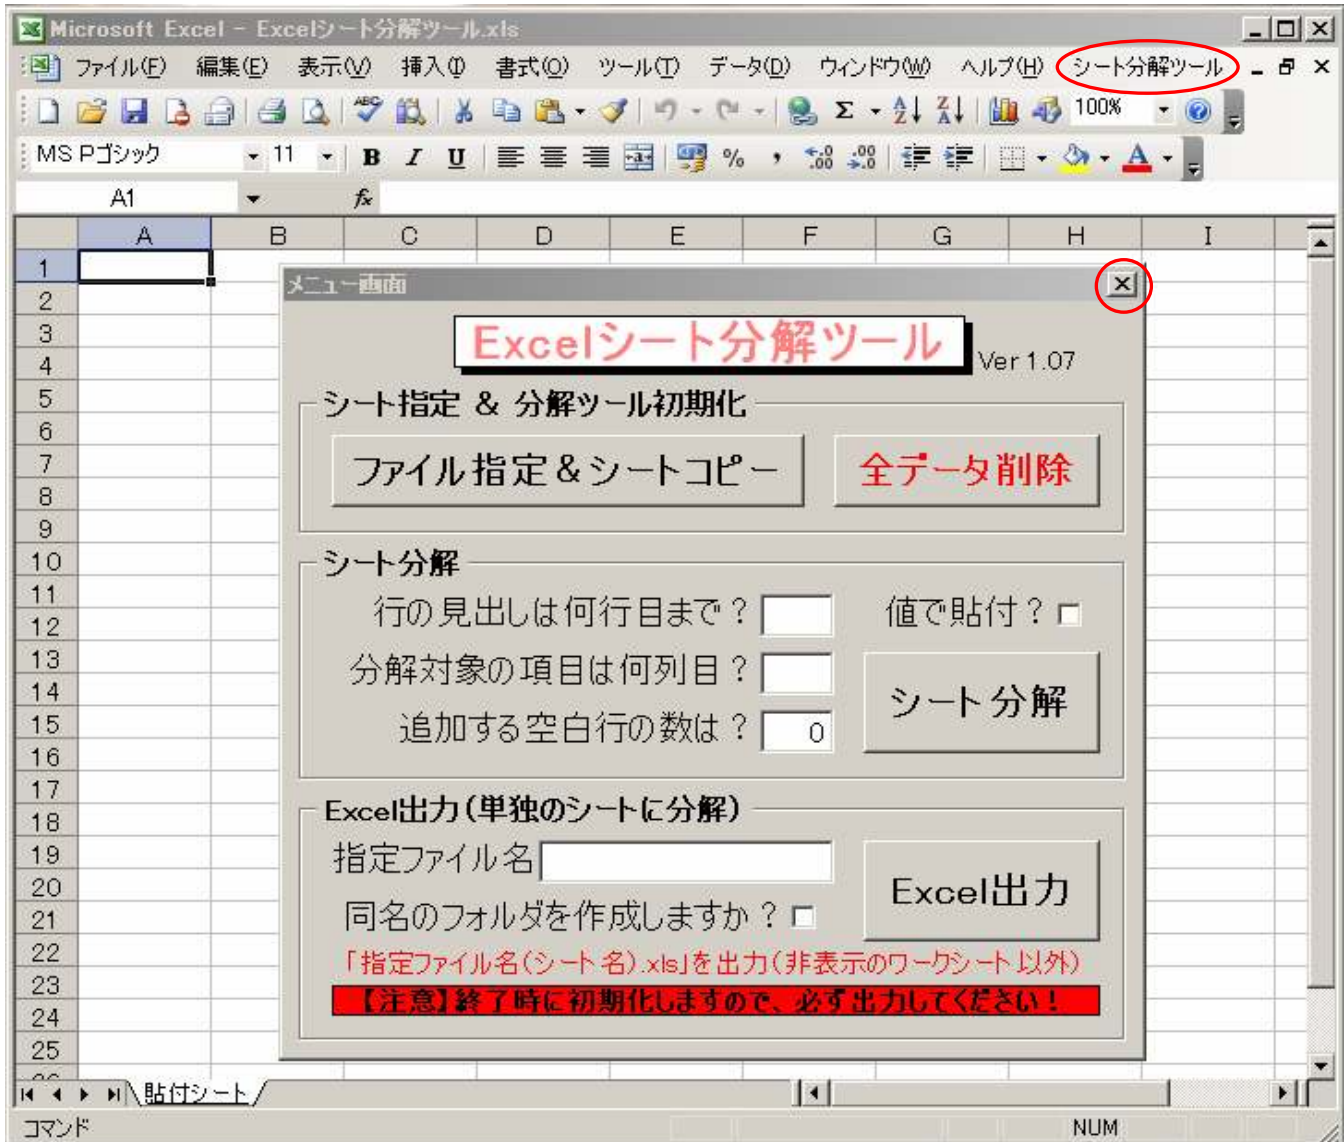 Microsoft Excel - Excelシート分解ツール.xls
ファイル(F) 編集(E) 表示(V) 挿入(I) 書式(O) ツール(T) データ(D) ウィンドウ(W) ヘルプ(H) シート分解ツール
100%
MS Pゴシック 11 B I U
A1 fx
A B C D E F G H I
1
メニュー画面
2
3
Excelシート分解ツール
4
Ver 1.07
5
シート指定 & 分解ツール初期化
6
7
ファイル指定&シートコピー 全データ削除
8
9
10
シート分解
11
行の見出しは何行目まで? 値で貼付?
12
13
分解対象の項目は何列目?
14
シート分解
15
追加する空白行の数は? 0
16
17
18
Excel出力(単独のシートに分解)
19
指定ファイル名
20
Excel出力
21
同名のフォルダを作成しますか?
22
「指定ファイル名(シート名).xls」を出力(非表示のワークシート以外)
23
【注意】終了時に初期化しますので、必ず出力してください!
24
25
貼付シート
コマンド NUM